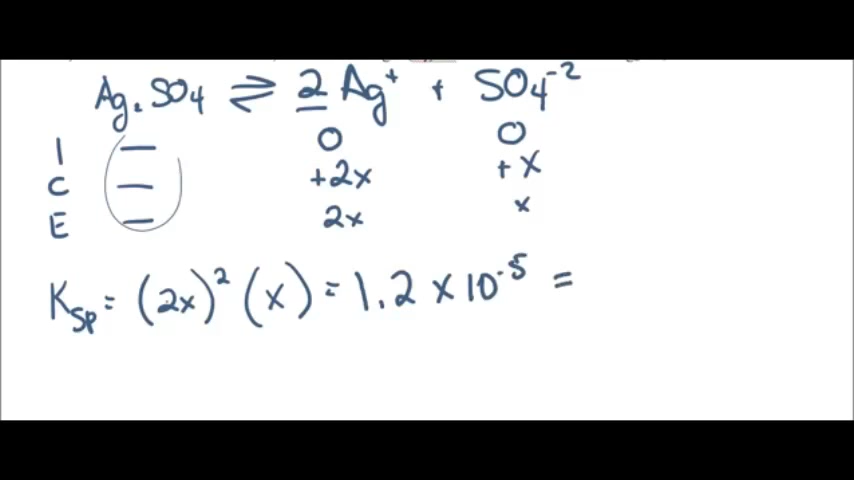 Ag₂SO4 ⇌ 2 Ag⁺ + SO4⁻²
I — 0 0
C — +2x +x
E — 2x x
Ksp = (2x)² (x) = 1.2 x 10⁻⁵ =